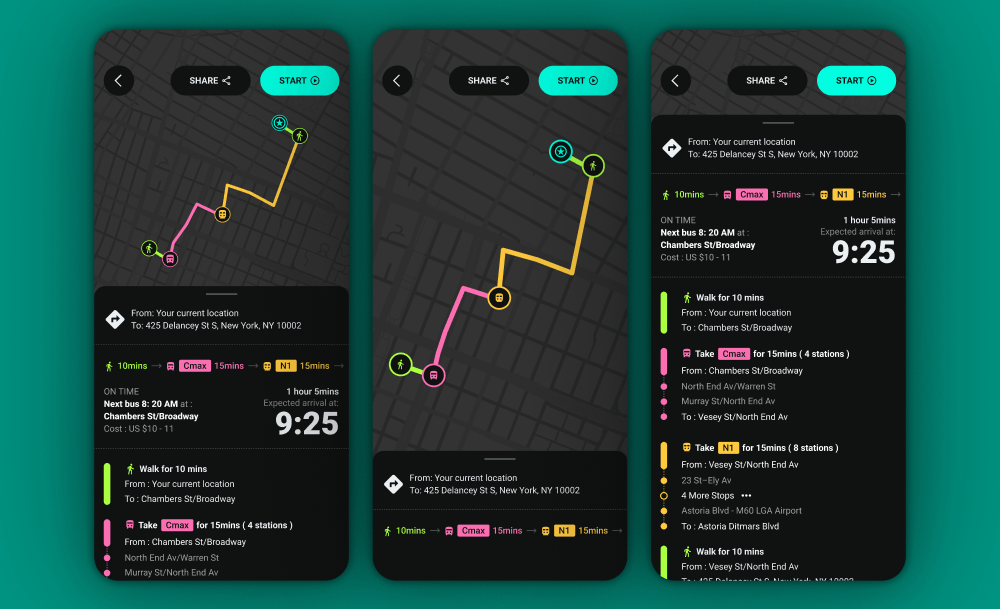 SHARE
START
From: Your current location
To: 425 Delancey St S, New York, NY 10002
10mins → Cmax 15mins → N1 15mins →
ON TIME
1 hour 5mins
Next bus 8: 20 AM at :
Expected arrival at:
Chambers St/Broadway
9:25
Cost : US $10 - 11
Walk for 10 mins
From : Your current location
To : Chambers St/Broadway
Take Cmax for 15mins ( 4 stations )
From : Chambers St/Broadway
North End Av/Warren St
Murray St/North End Av
SHARE
START
From: Your current location
To: 425 Delancey St S, New York, NY 10002
10mins → Cmax 15mins → N1 15mins →
SHARE
START
From: Your current location
To: 425 Delancey St S, New York, NY 10002
10mins → Cmax 15mins → N1 15mins →
ON TIME
1 hour 5mins
Next bus 8: 20 AM at :
Expected arrival at:
Chambers St/Broadway
9:25
Cost : US $10 - 11
Walk for 10 mins
From : Your current location
To : Chambers St/Broadway
Take Cmax for 15mins ( 4 stations )
From : Chambers St/Broadway
North End Av/Warren St
Murray St/North End Av
To : Vesey St/North End Av
Take N1 for 15mins ( 8 stations )
From : Vesey St/North End Av
23 St–Ely Av
4 More Stops •••
Astoria Blvd - M60 LGA Airport
To : Astoria Ditmars Blvd
Walk for 10 mins
From : Vesey St/North End Av
To : 425 Delancey St S, New York, NY 10002